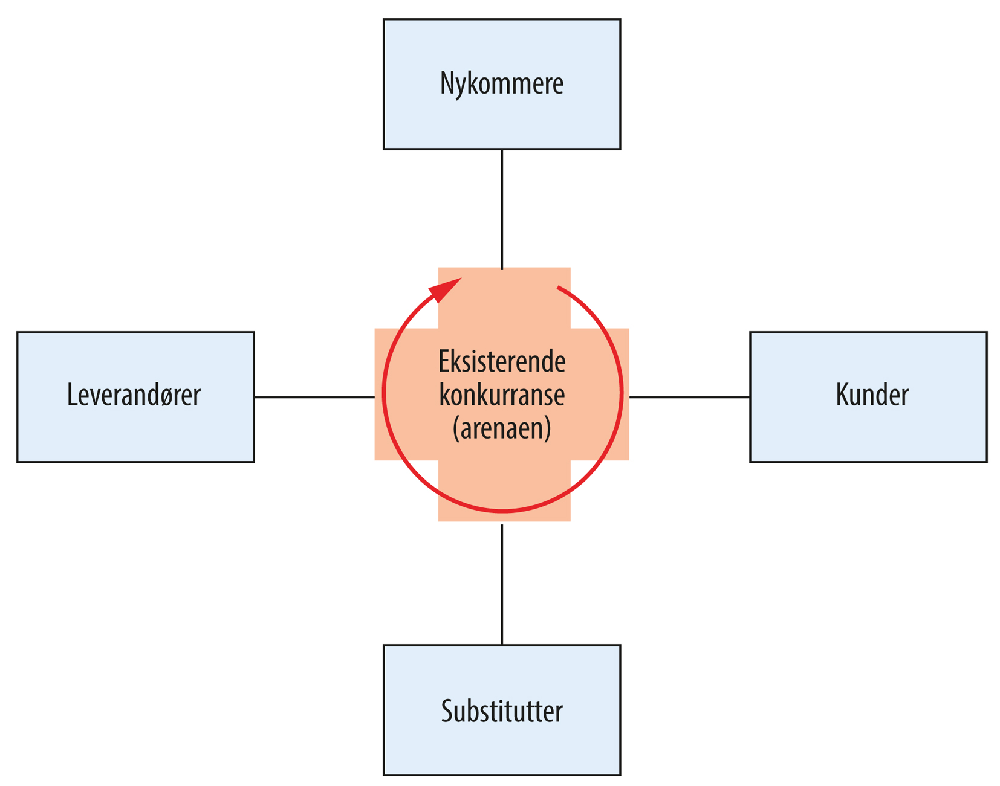 Nykommere
Leverandører
Eksisterende
konkurranse
(arenaen)
Kunder
Substitutter